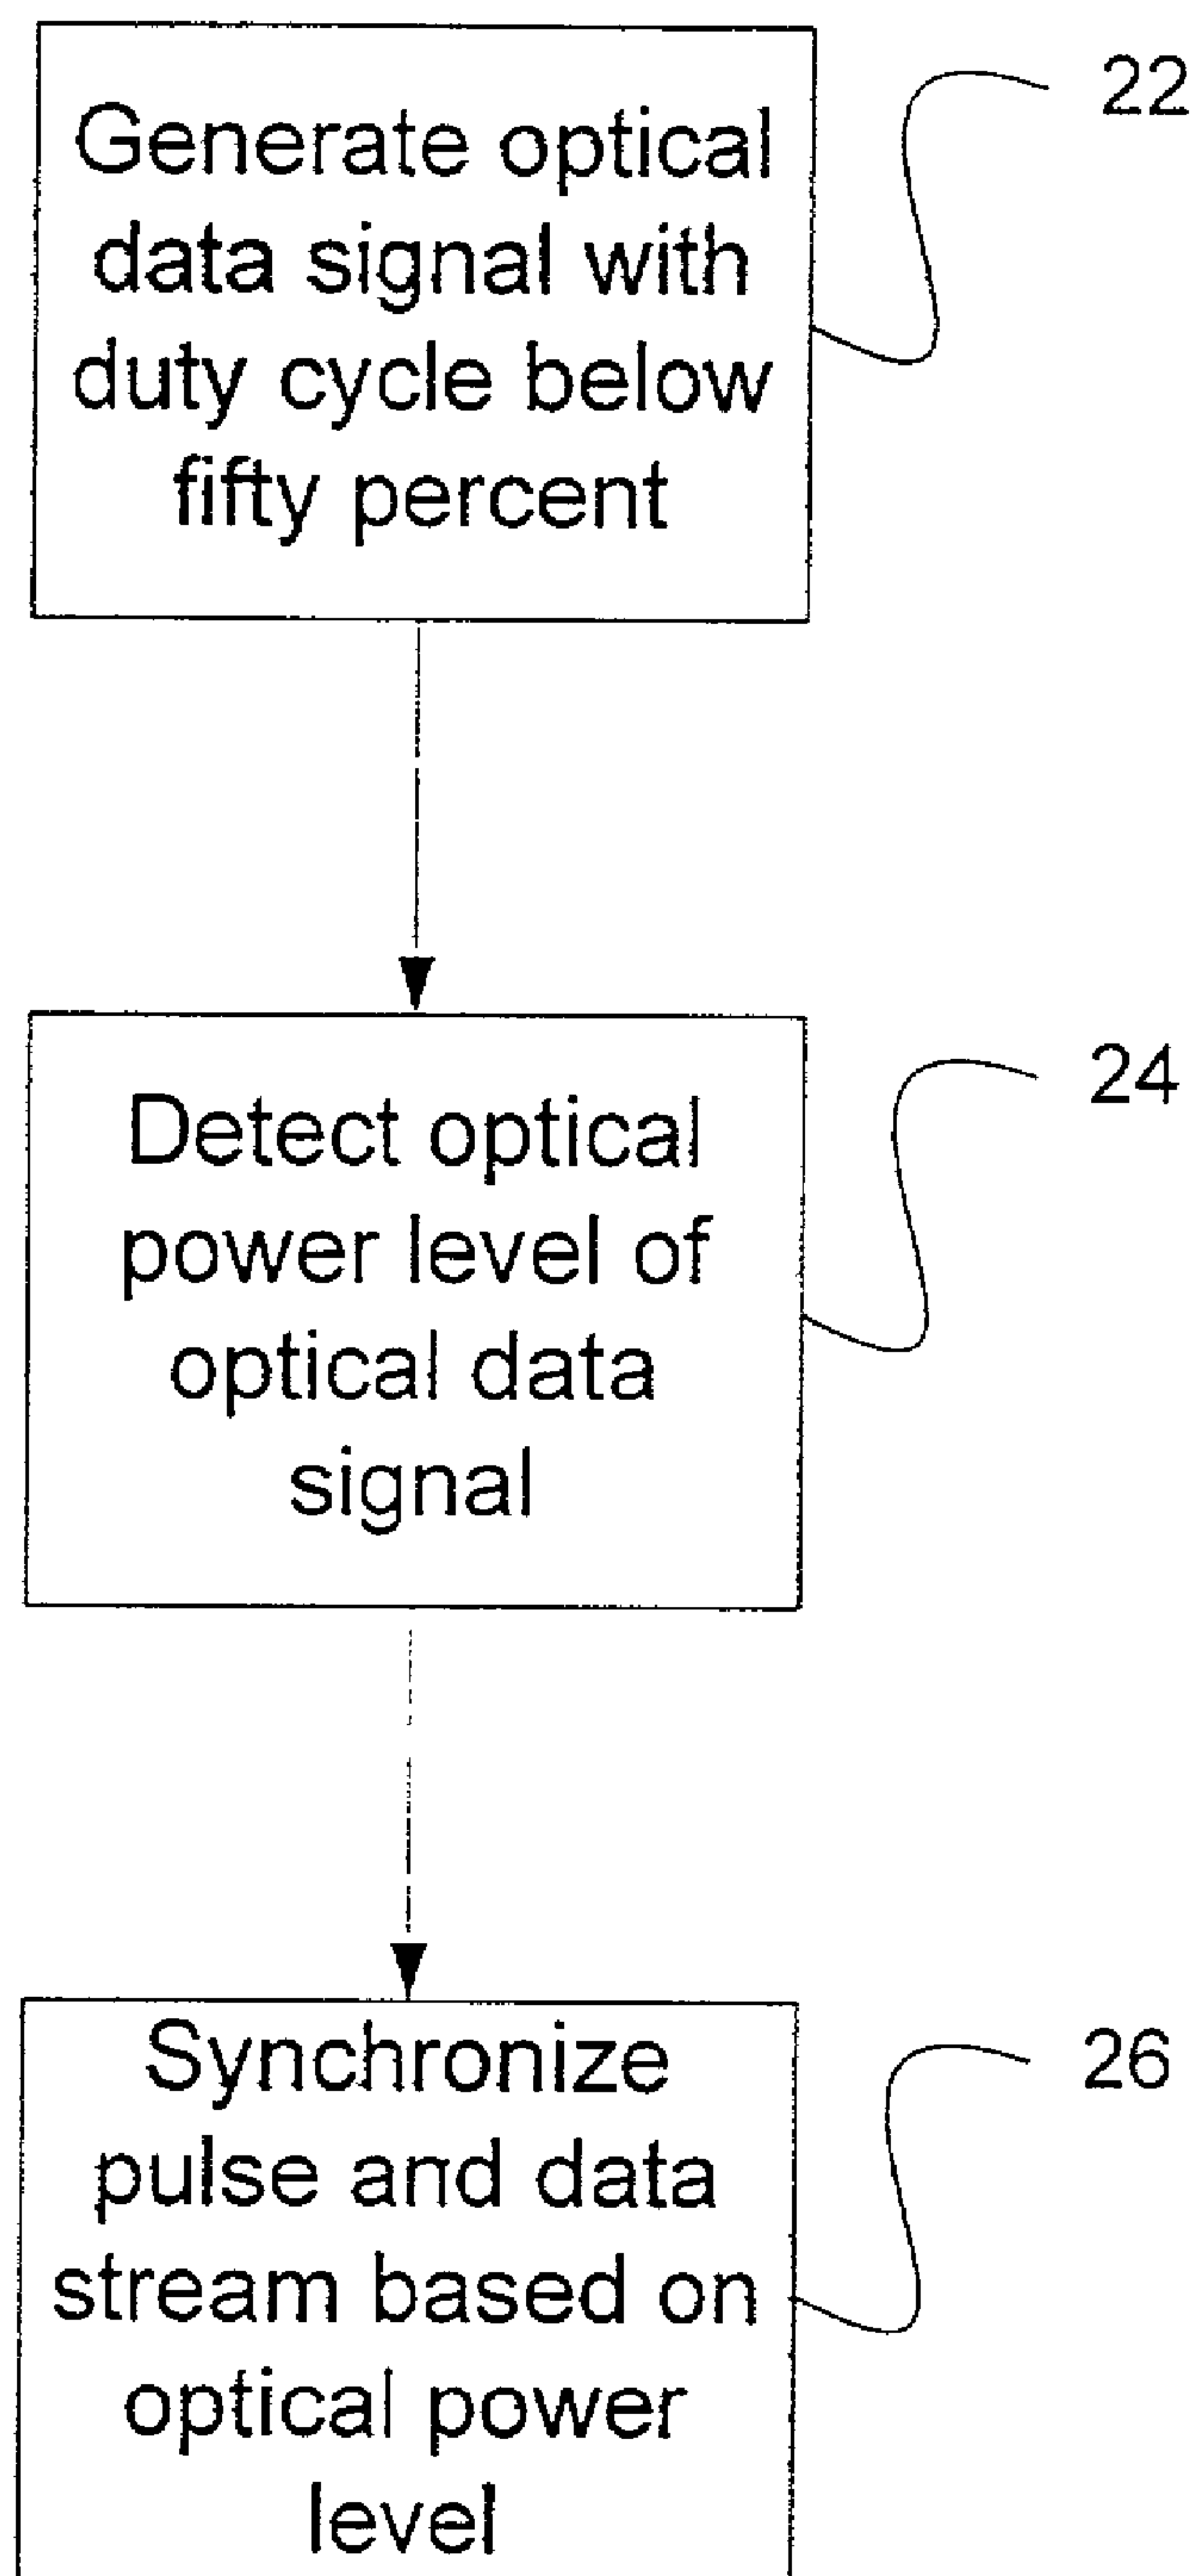 Generate optical
data signal with
duty cycle below
fifty percent
22
Detect optical
power level of
optical data
signal
24
Synchronize
pulse and data
stream based on
optical power
level
26